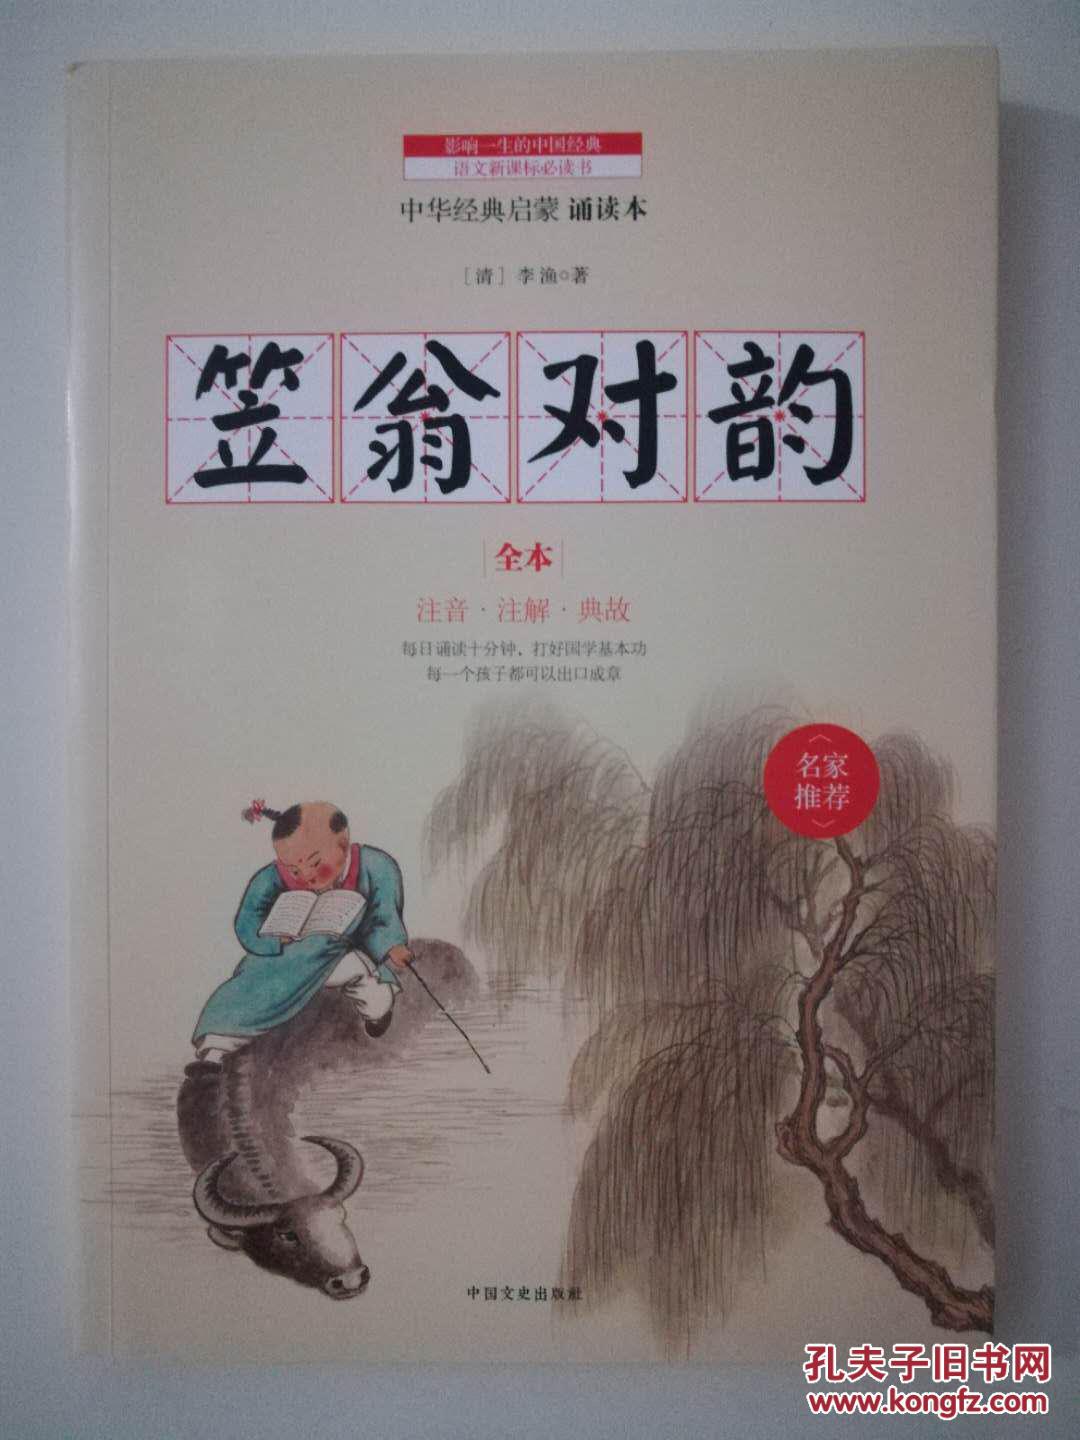 影响一生的中国经典
语文新课标必读书
中华经典启蒙 诵读本
［清］李渔○著
笠翁对韵
全本
注音·注解·典故
每日诵读十分钟，打好国学基本功
每一个孩子都可以出口成章
名家
推荐
中国文史出版社
孔夫子旧书网
www.kongfz.com